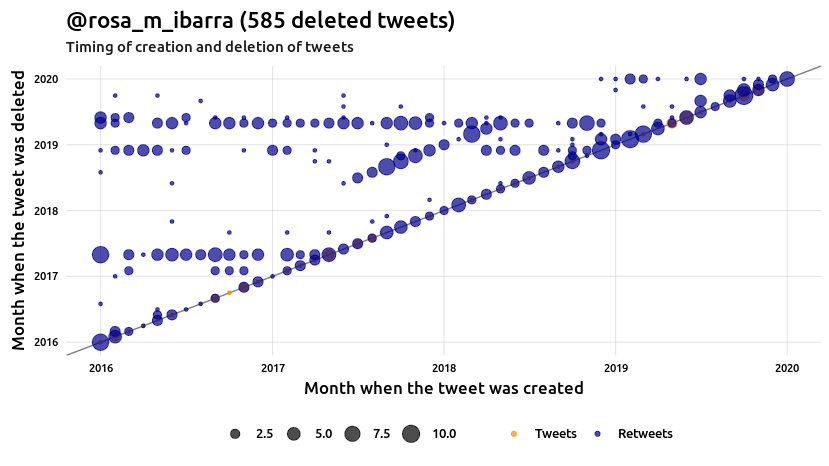 @rosa_m_ibarra (585 deleted tweets)
Timing of creation and deletion of tweets
Month when the tweet was deleted
2020
2019
2018
2017
2016
2016 2017 2018 2019 2020
Month when the tweet was created
2.5 5.0 7.5 10.0 Tweets Retweets